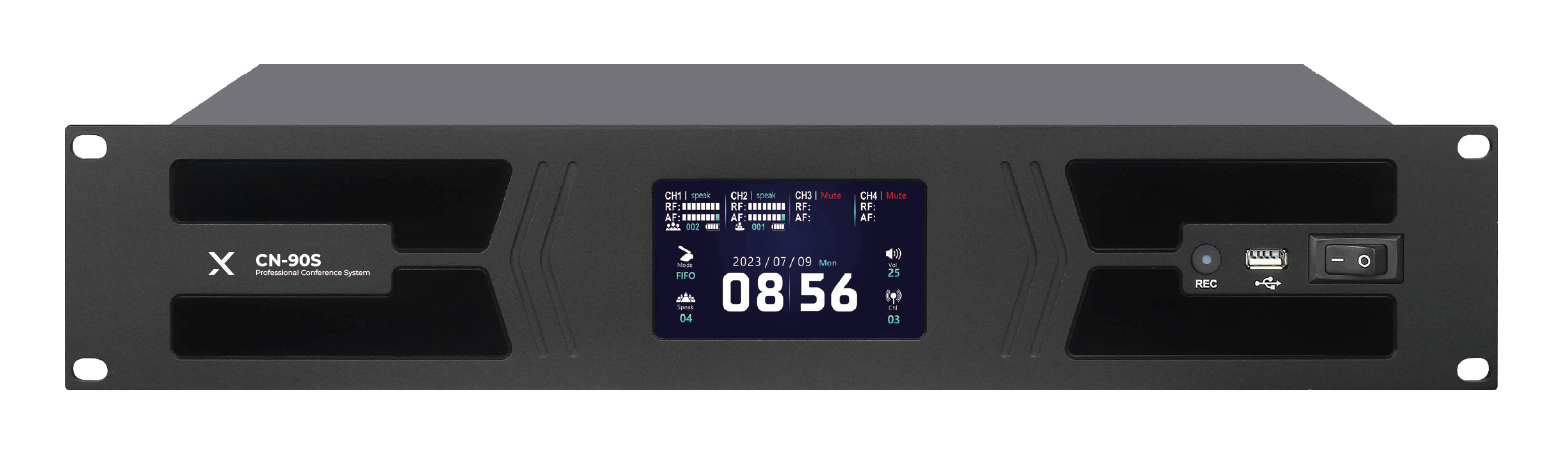 CH1 | speak
RF:
AF:
002
CH2 | speak
RF:
AF:
001
CH3 | Mute
RF:
AF:
CH4 | Mute
RF:
AF:
Mode
FIFO
Speak
04
2023 / 07 / 09 Mon
08 56
Vol
25
CN
03
X CN-90S
Professional Conference System
REC